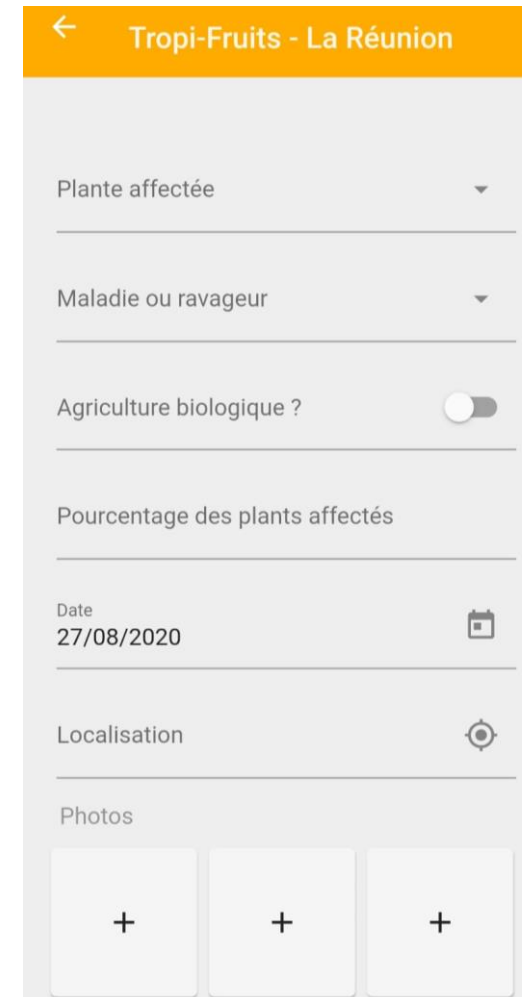 Tropi-Fruits - La Réunion
Plante affectée
Maladie ou ravageur
Agriculture biologique ?
Pourcentage des plants affectés
Date
27/08/2020
Localisation
Photos
+ + +